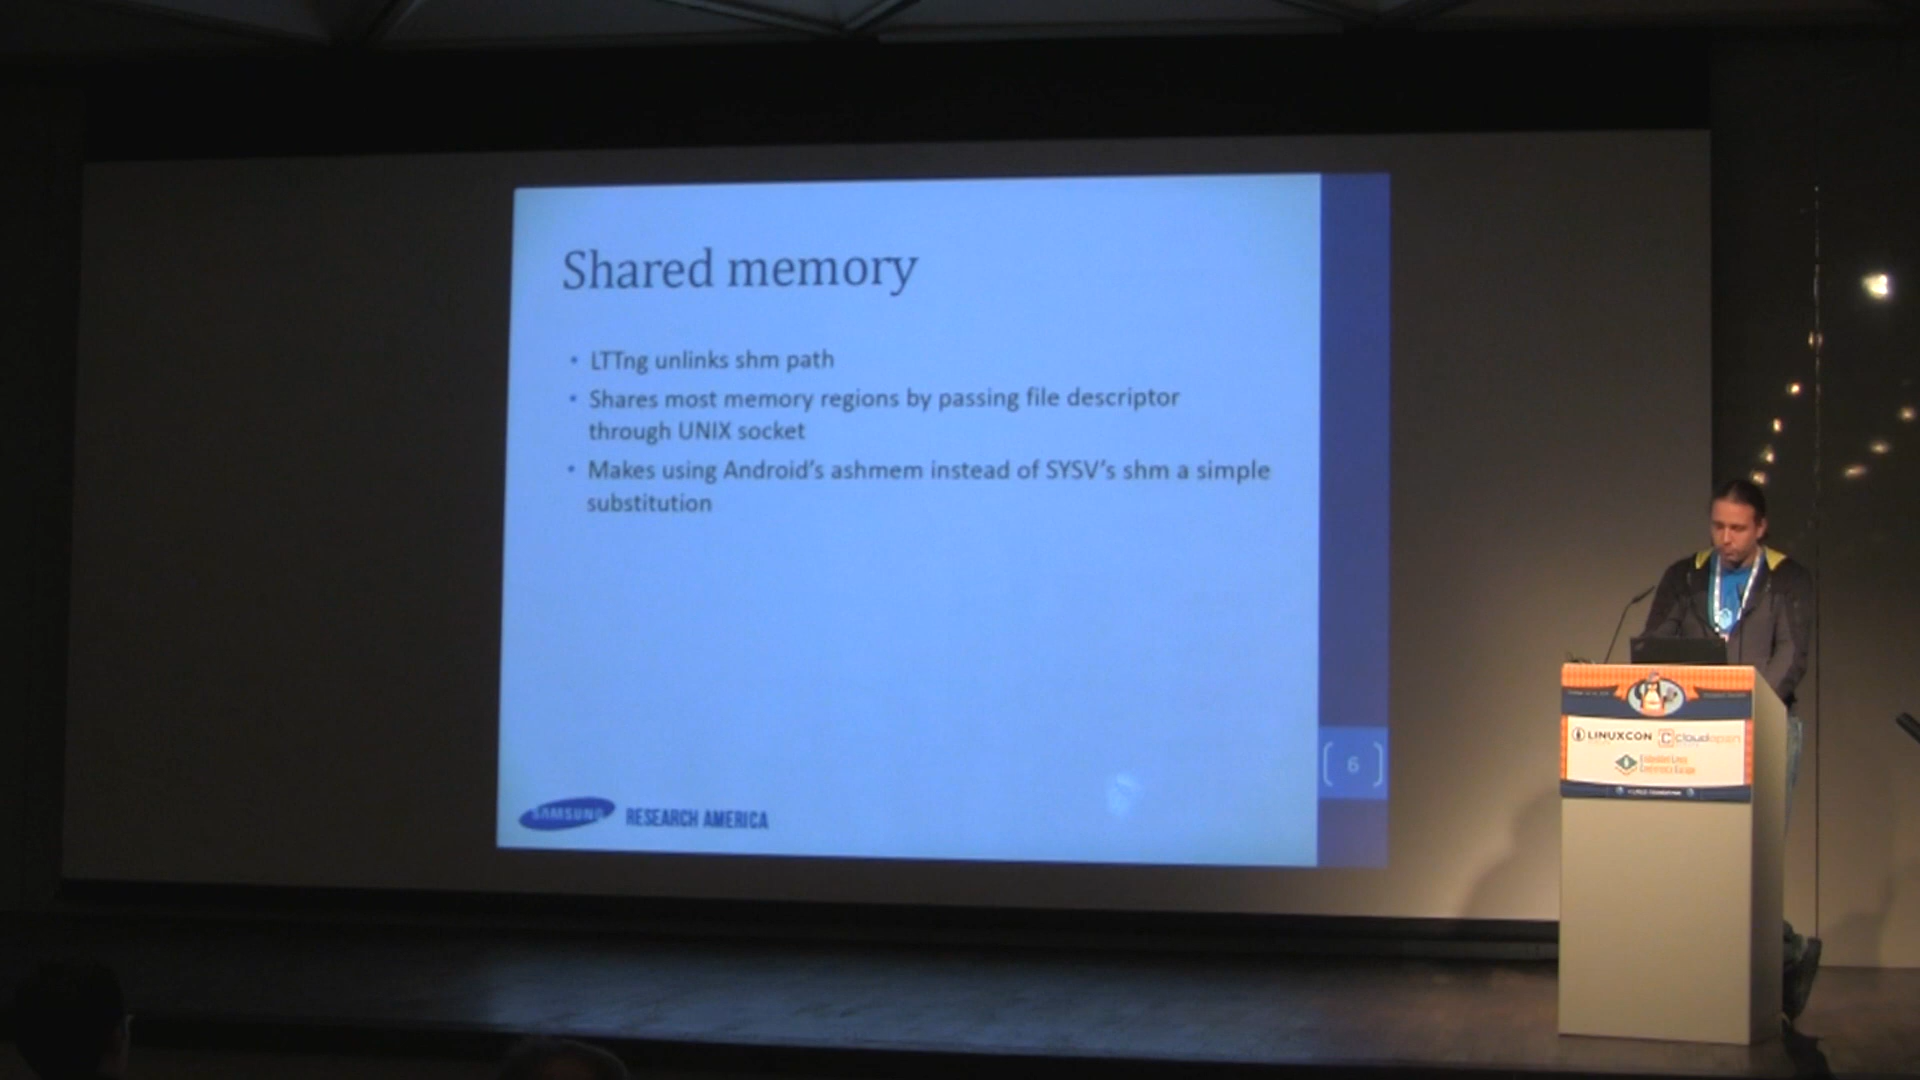 Shared memory
• LTTng unlinks shm path
• Shares most memory regions by passing file descriptor
through UNIX socket
• Makes using Android's ashmem instead of SYSV's shm a simple
substitution
SAMSUNG RESEARCH AMERICA
6
LINUXCON cloudopen